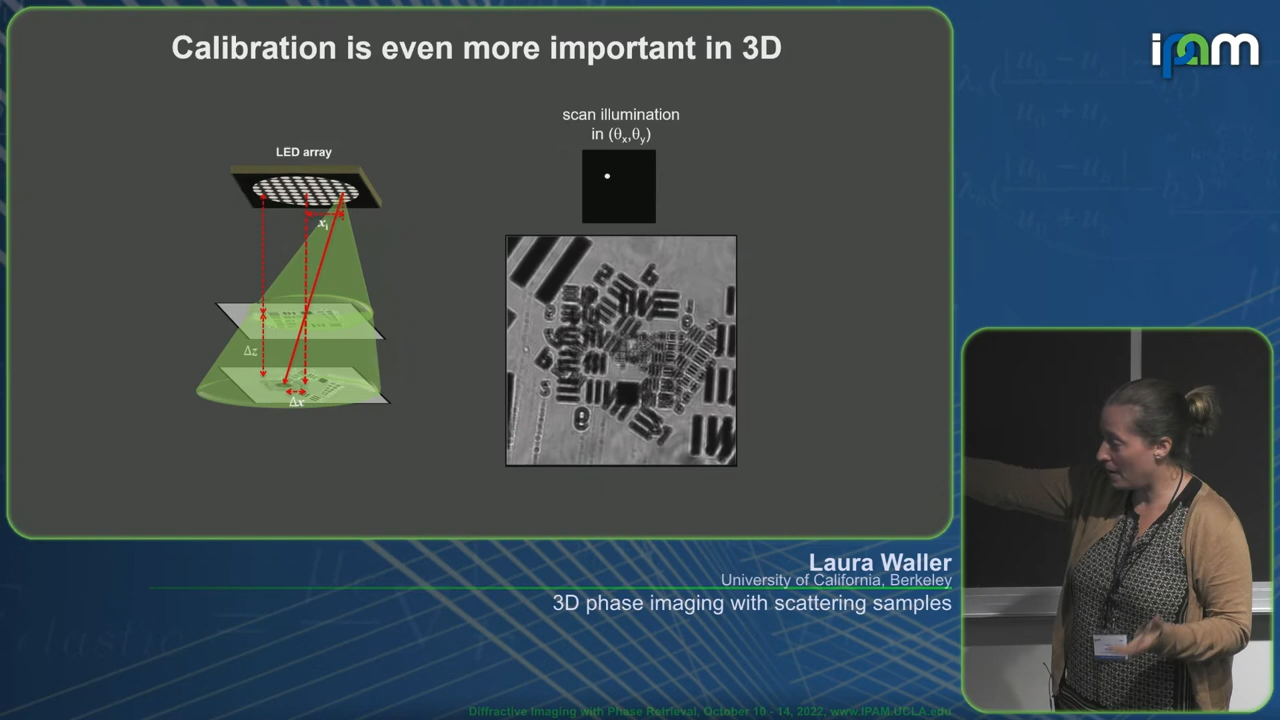 Calibration is even more important in 3D
ipam
scan illumination
in (θx,θy)
LED array
xi
Δz
Δx
Laura Waller
University of California, Berkeley
3D phase imaging with scattering samples
Diffractive Imaging with Phase Retrieval, October 10 - 14, 2022, www.IPAM.UCLA.edu